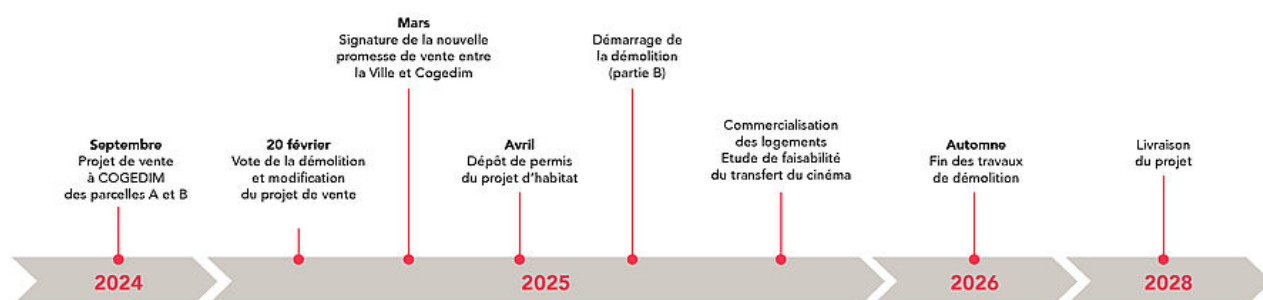 Septembre
Projet de vente
à COGEDIM
des parcelles A et B
20 février
Vote de la démolition
et modification
du projet de vente
Mars
Signature de la nouvelle
promesse de vente entre
la Ville et Cogedim
Avril
Dépôt de permis
du projet d'habitat
Démarrage de
la démolition
(partie B)
Commercialisation
des logements
Etude de faisabilité
du transfert du cinéma
Automne
Fin des travaux
de démolition
Livraison
du projet
2024
2025
2026
2028